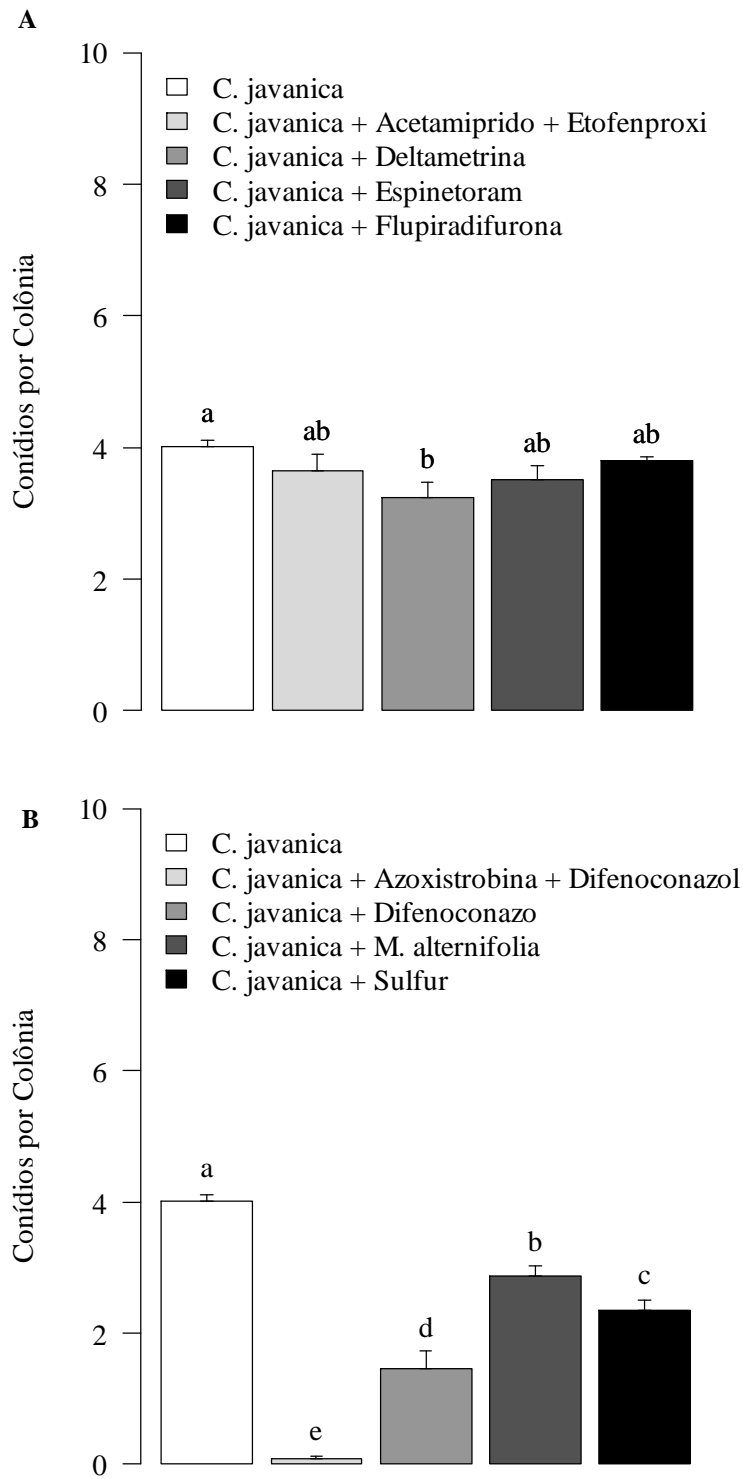 A
10
8
6
4
2
0
Conídios por Colônia
C. javanica
C. javanica + Acetamiprido + Etofenproxi
C. javanica + Deltametrina
C. javanica + Espinetoram
C. javanica + Flupiradifurona
a
ab
b
ab
ab
B
10
8
6
4
2
0
Conídios por Colônia
C. javanica
C. javanica + Azoxistrobina + Difenoconazol
C. javanica + Difenoconazo
C. javanica + M. alternifolia
C. javanica + Sulfur
a
e
d
b
c